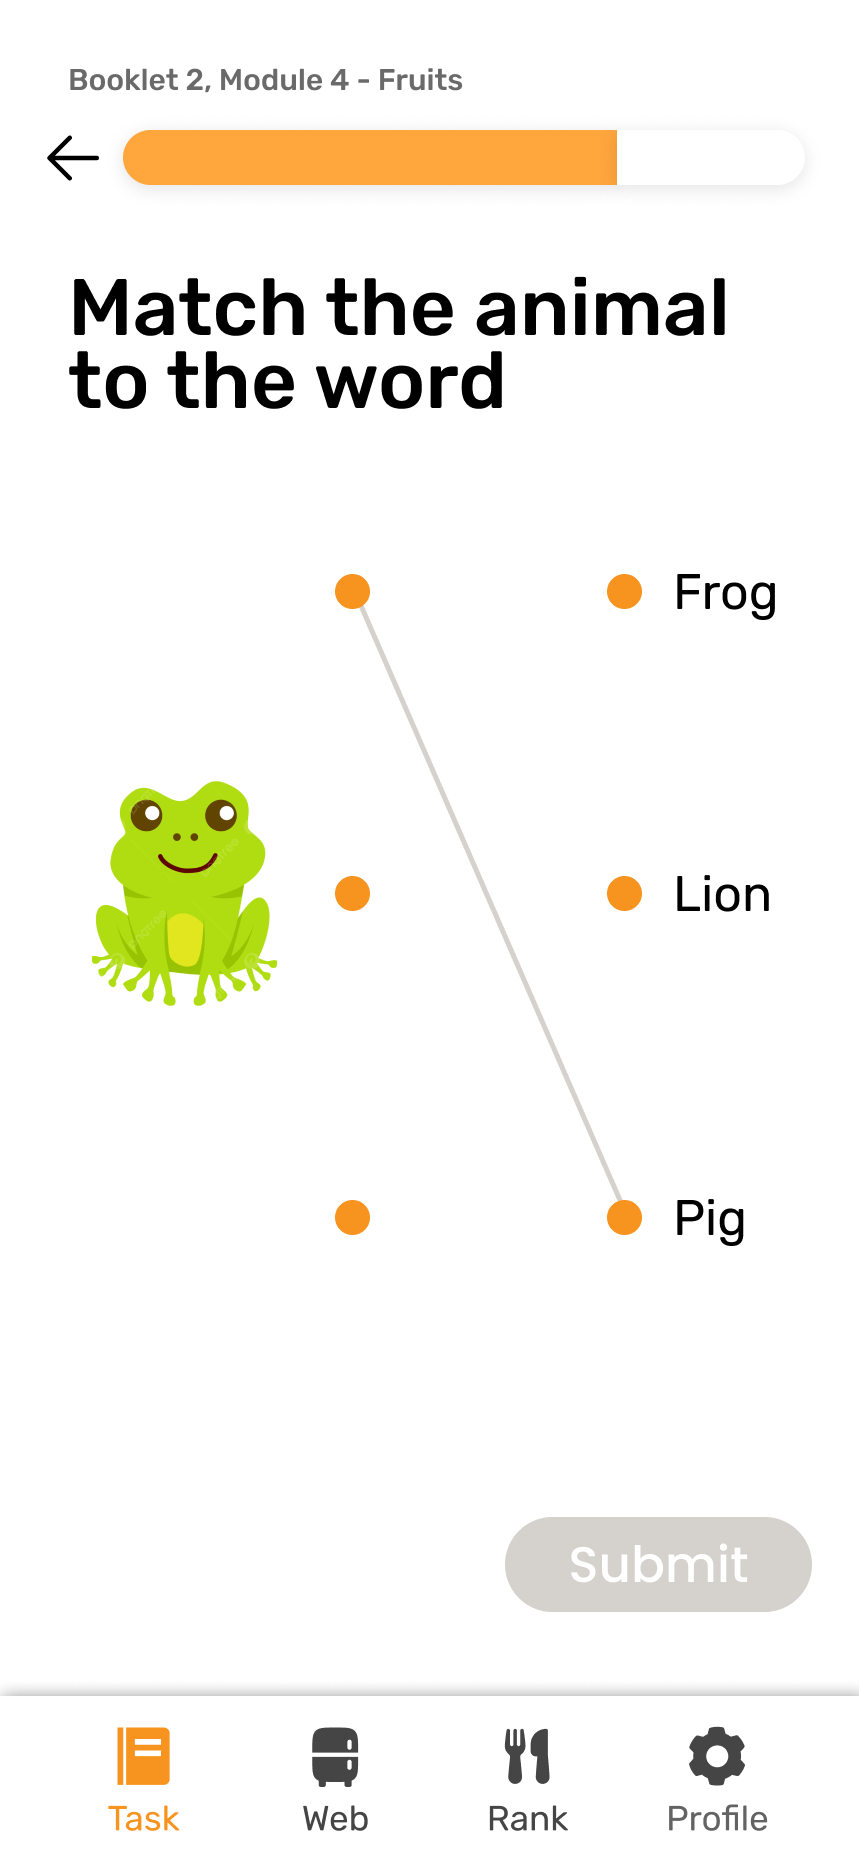 Booklet 2, Module 4 - Fruits
Match the animal
to the word
Frog
Lion
Pig
Submit
Task
Web
Rank
Profile